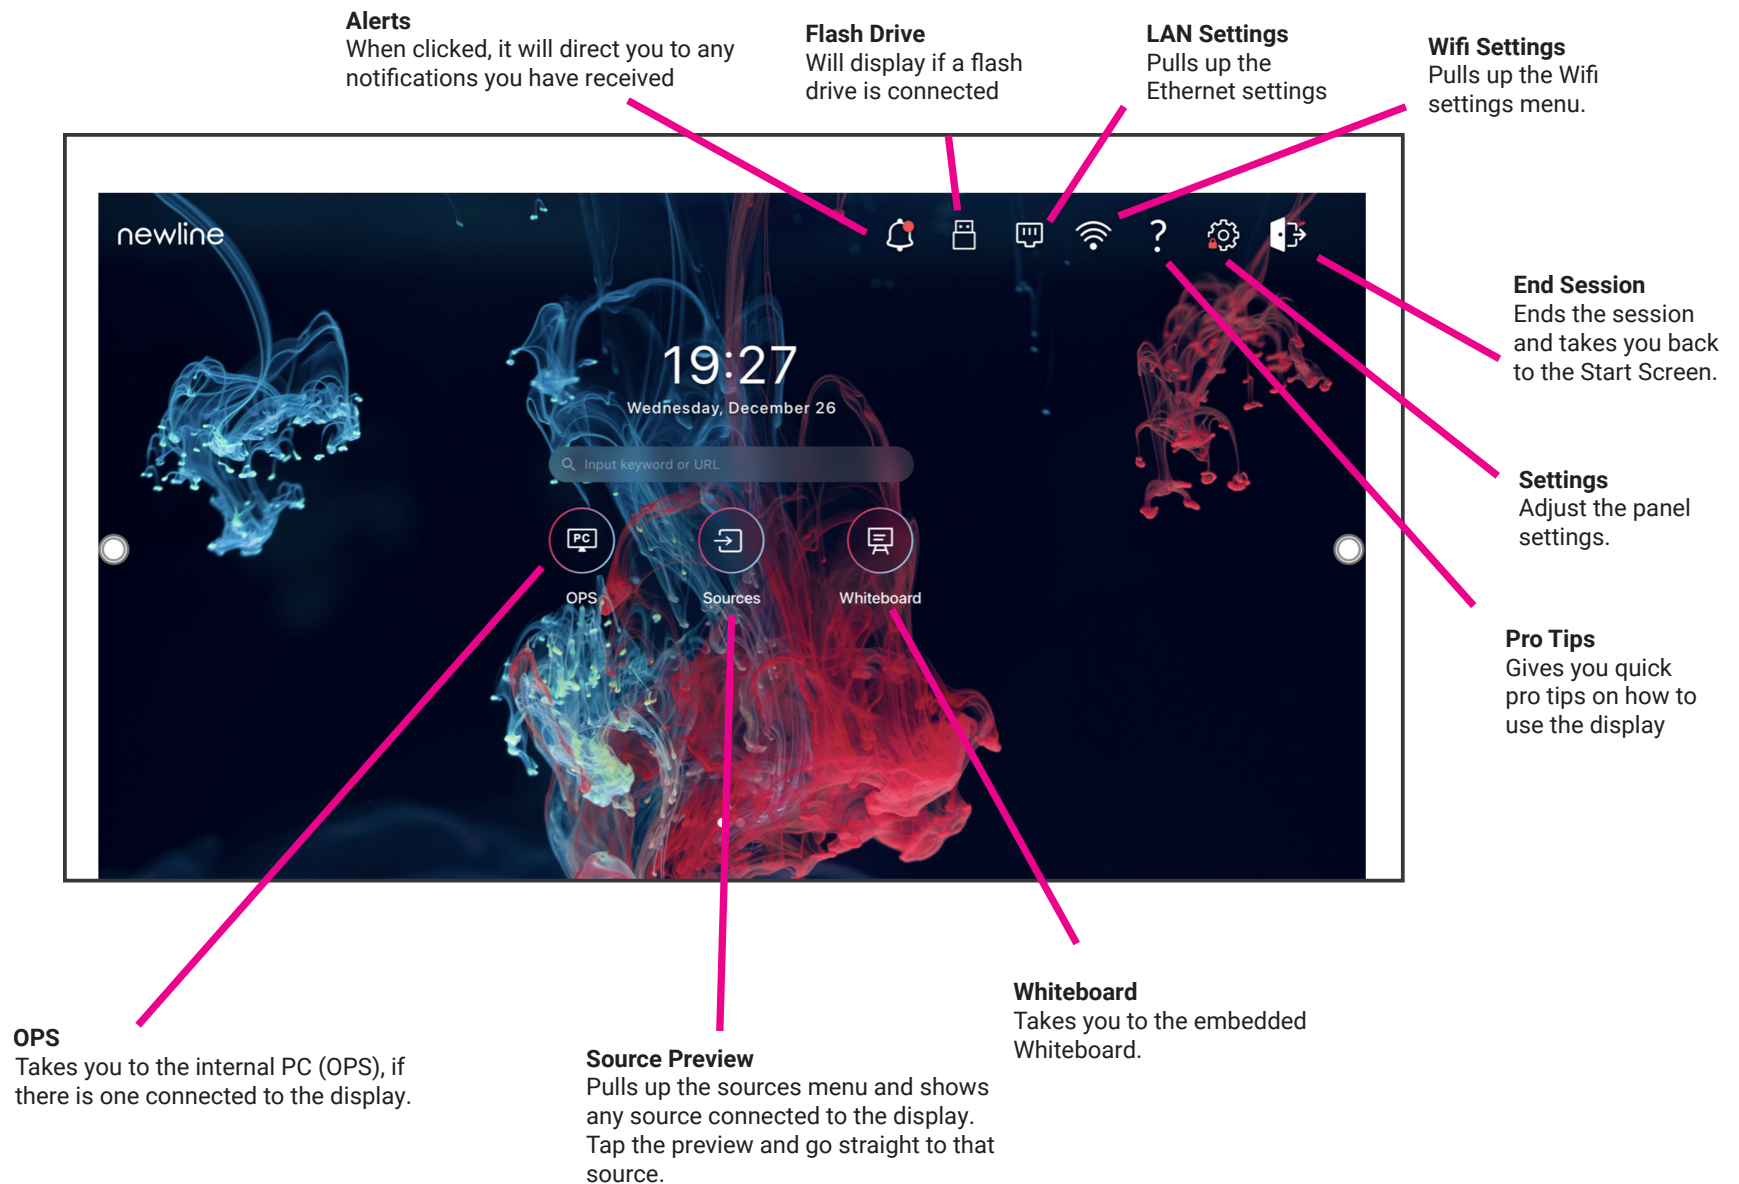 Alerts
When clicked, it will direct you to any
notifications you have received
Flash Drive
Will display if a flash
drive is connected
LAN Settings
Pulls up the
Ethernet settings
Wifi Settings
Pulls up the Wifi
settings menu.
newline
19:27
Wednesday, December 26
Input keyword or URL
PC
OPS
Sources
Whiteboard
End Session
Ends the session
and takes you back
to the Start Screen.
Settings
Adjust the panel
settings.
Pro Tips
Gives you quick
pro tips on how to
use the display
OPS
Takes you to the internal PC (OPS), if
there is one connected to the display.
Source Preview
Pulls up the sources menu and shows
any source connected to the display.
Tap the preview and go straight to that
source.
Whiteboard
Takes you to the embedded
Whiteboard.